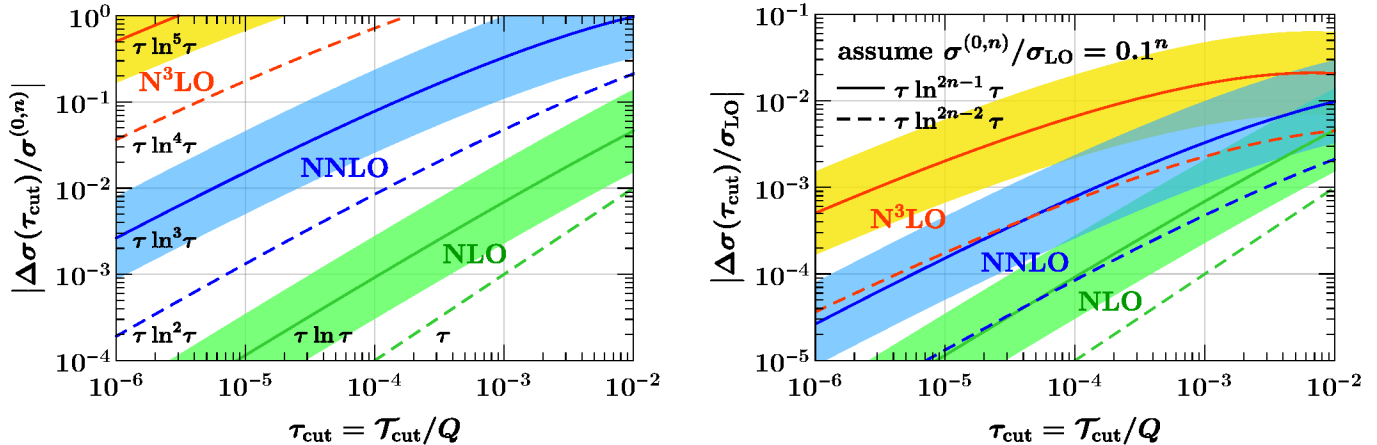 |Δσ(τ_cut)/σ^(0,n)|
10^0
10^−1
10^−2
10^−3
10^−4
τ ln^5 τ
N^3LO
τ ln^4 τ
NNLO
τ ln^3 τ
NLO
τ ln^2 τ
τ ln τ
τ
10^−6
10^−5
10^−4
10^−3
10^−2
τ_cut = 𝒯_cut/Q
|Δσ(τ_cut)/σ_LO|
10^0
10^−1
10^−2
10^−3
10^−4
10^−5
assume σ^(0,n)/σ_LO = 0.1^n
τ ln^{2n−1} τ
τ ln^{2n−2} τ
N^3LO
NNLO
NLO
10^−6
10^−5
10^−4
10^−3
10^−2
τ_cut = 𝒯_cut/Q